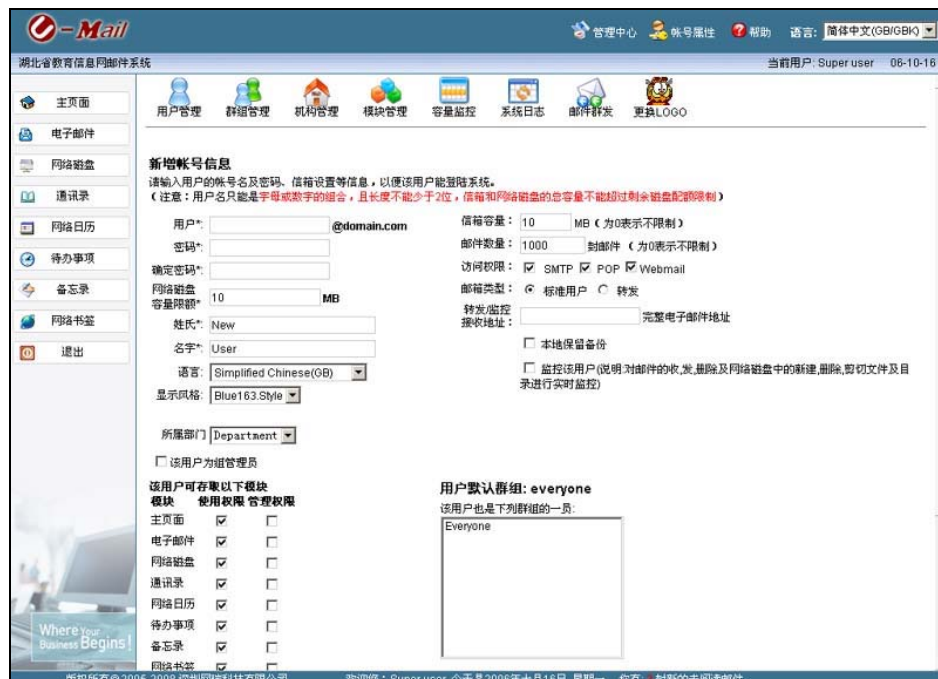 e-Mail
管理中心 帐号属性 帮助 语言: 简体中文(GB/GBK)
湖北省教育信息网邮件系统 当前用户: Super user 06-10-16
主页面
电子邮件
网络磁盘
通讯录
网络日历
待办事项
备忘录
网络书签
退出
用户管理 群组管理 机构管理 模块管理 容量监控 系统日志 邮件群发 更换LOGO
新增帐号信息
请输入用户的帐号名及密码、信箱设置等信息，以便该用户能登陆系统。
（注意：用户名只能是字母或数字的组合，且长度不能少于2位，信箱和网络磁盘的总容量不能超过剩余磁盘配额限制）
用户*: @domain.com
密码*:
确定密码*:
网络磁盘
容量限额* 10 MB
姓氏*: New
名字*: User
语言: Simplified Chinese(GB)
显示风格: Blue163.Style
所属部门 Department
该用户为组管理员
信箱容量： 10 MB（为0表示不限制）
邮件数量： 1000 封邮件（为0表示不限制）
访问权限： SMTP POP Webmail
邮箱类型： 标准用户 转发
转发/监控
接收地址： 完整电子邮件地址
本地保留备份
监控该用户(说明:对邮件的收,发,删除及网络磁盘中的新建,删除,剪切文件及目
录进行实时监控)
该用户可存取以下模块
模块 使用权限 管理权限
主页面
电子邮件
网络磁盘
通讯录
网络日历
待办事项
备忘录
网络书签
用户默认群组: everyone
该用户也是下列群组的一员:
Everyone
Where Your
Business Begins!